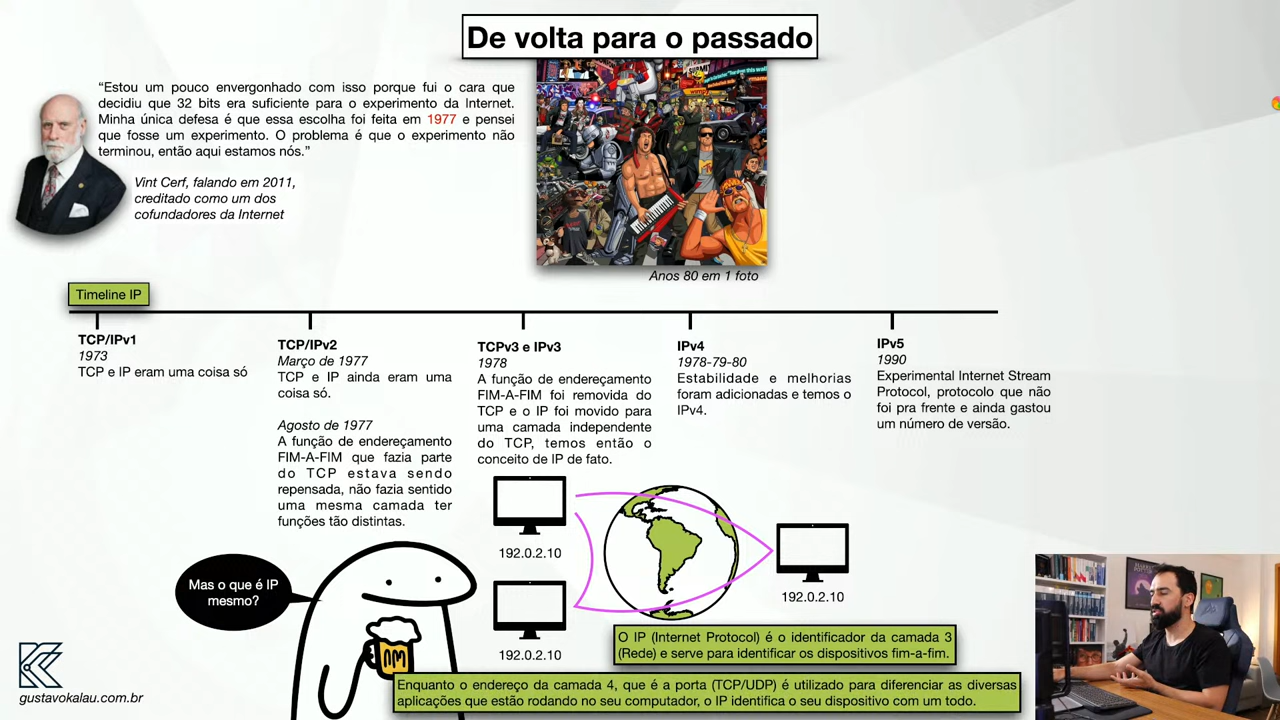 De volta para o passado
“Estou um pouco envergonhado com isso porque fui o cara que
decidiu que 32 bits era suficiente para o experimento da Internet.
Minha única defesa é que essa escolha foi feita em 1977 e pensei
que fosse um experimento. O problema é que o experimento não
terminou, então aqui estamos nós.”
Vint Cerf, falando em 2011,
creditado como um dos
cofundadores da Internet
Anos 80 em 1 foto
Timeline IP
TCP/IPv1
1973
TCP e IP eram uma coisa só
TCP/IPv2
Março de 1977
TCP e IP ainda eram uma
coisa só.
Agosto de 1977
A função de endereçamento
FIM-A-FIM que fazia parte
do TCP estava sendo
repensada, não fazia sentido
uma mesma camada ter
funções tão distintas.
TCPv3 e IPv3
1978
A função de endereçamento
FIM-A-FIM foi removida do
TCP e o IP foi movido para
uma camada independente
do TCP, temos então o
conceito de IP de fato.
IPv4
1978-79-80
Estabilidade e melhorias
foram adicionadas e temos o
IPv4.
IPv5
1990
Experimental Internet Stream
Protocol, protocolo que não
foi pra frente e ainda gastou
um número de versão.
192.0.2.10
192.0.2.10
192.0.2.10
Mas o que é IP
mesmo?
O IP (Internet Protocol) é o identificador da camada 3
(Rede) e serve para identificar os dispositivos fim-a-fim.
Enquanto o endereço da camada 4, que é a porta (TCP/UDP) é utilizado para diferenciar as diversas
aplicações que estão rodando no seu computador, o IP identifica o seu dispositivo com um todo.
gustavokalau.com.br